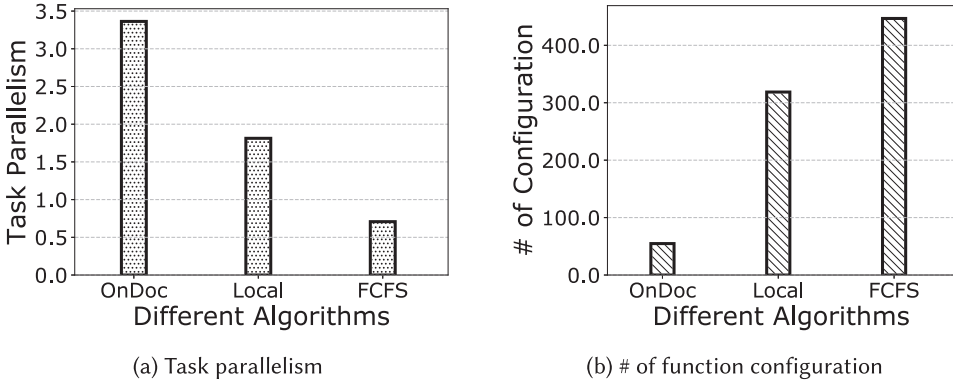 Task Parallelism
3.5
3.0
2.5
2.0
1.5
1.0
0.5
0.0
OnDoc Local FCFS
Different Algorithms
(a) Task parallelism
# of Configuration
400.0
300.0
200.0
100.0
0.0
OnDoc Local FCFS
Different Algorithms
(b) # of function configuration